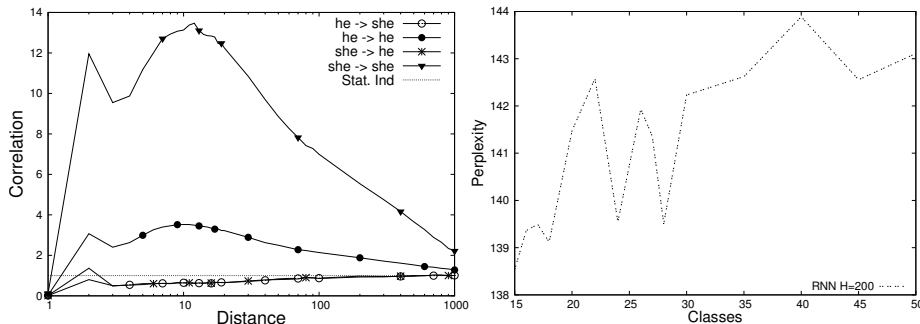 14
12
10
8
6
4
2
0
Correlation
he -> she
he -> he
she -> he
she -> she
Stat. Ind
1 10 100 1000
Distance
144
143
142
141
140
139
138
Perplexity
RNN H=200
15 20 25 30 35 40 45 50
Classes